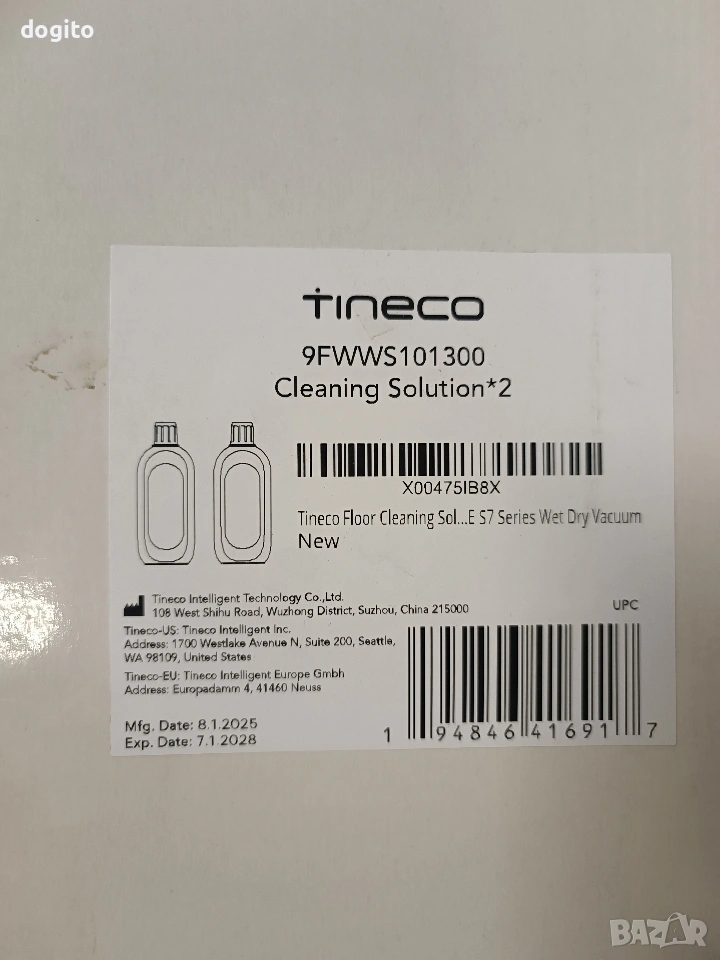 dogito
Tineco
9FWWS101300
Cleaning Solution*2
X00475IB8X
Tineco Floor Cleaning Sol...E S7 Series Wet Dry Vacuum
New
Tineco Intelligent Technology Co.,Ltd.
108 West Shihu Road, Wuzhong District, Suzhou, China 215000
UPC
Tineco-US: Tineco Intelligent Inc.
Address: 1700 Westlake Avenue N, Suite 200, Seattle,
WA 98109, United States
Tineco-EU: Tineco Intelligent Europe Gmbh
Address: Europadamm 4, 41460 Neuss
Mfg. Date: 8.1.2025
Exp. Date: 7.1.2028
1 94846 41691 7
BAZAR